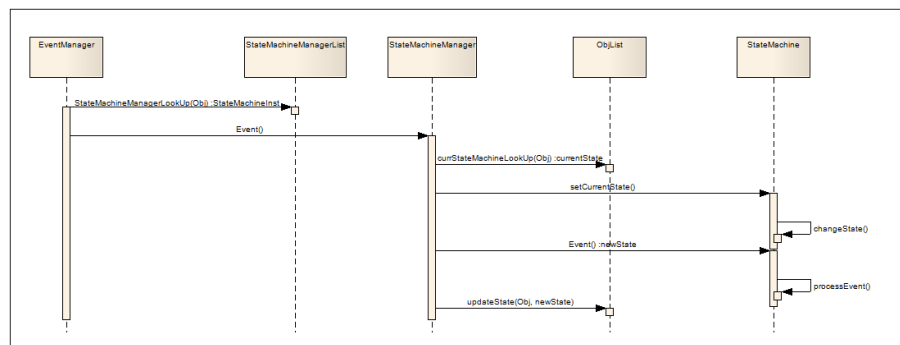 EventManager
StateMachineManagerList
StateMachineManager
ObjList
StateMachine
StateMachineManagerLookUp(Obj) :StateMachineInst
Event()
currStateMachineLookUp(Obj) :currentState
setCurrentState()
changeState()
Event() :newState
processEvent()
updateState(Obj, newState)